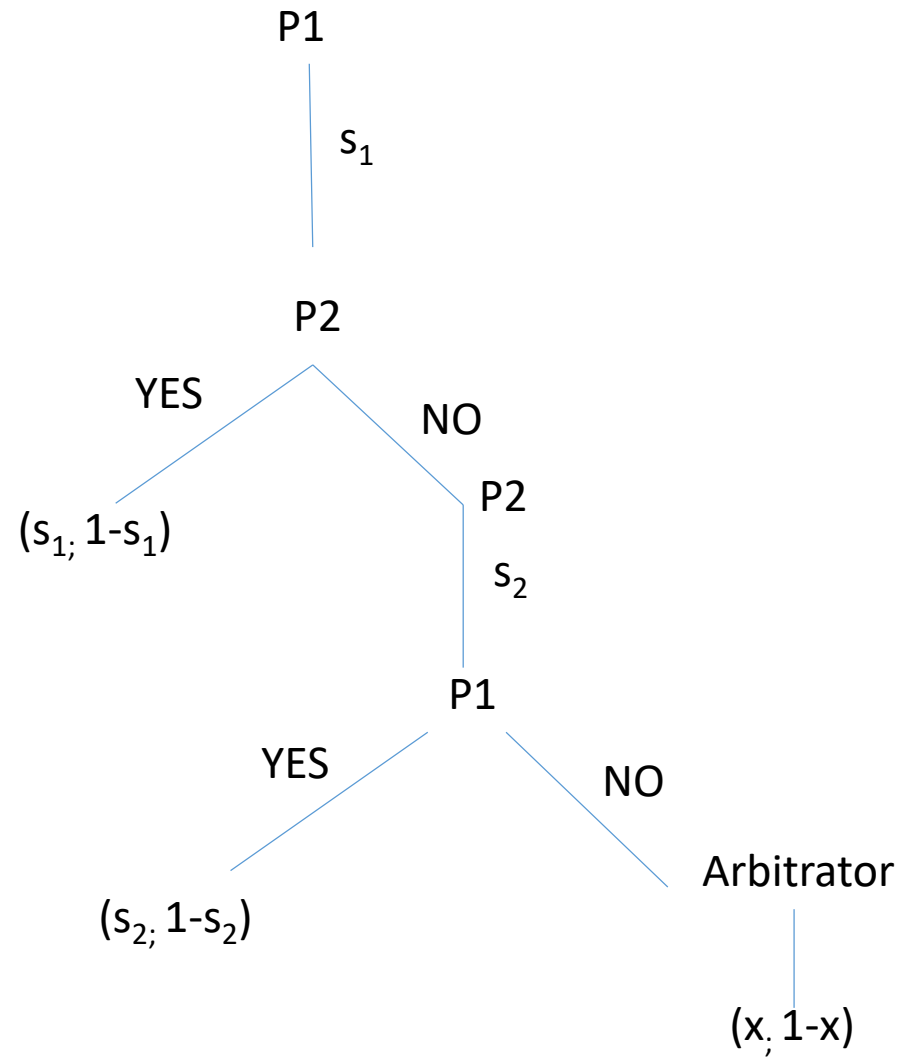 P1
s₁
P2
YES
NO
(s₁; 1-s₁)
P2
s₂
P1
YES
NO
(s₂; 1-s₂)
Arbitrator
(x; 1-x)